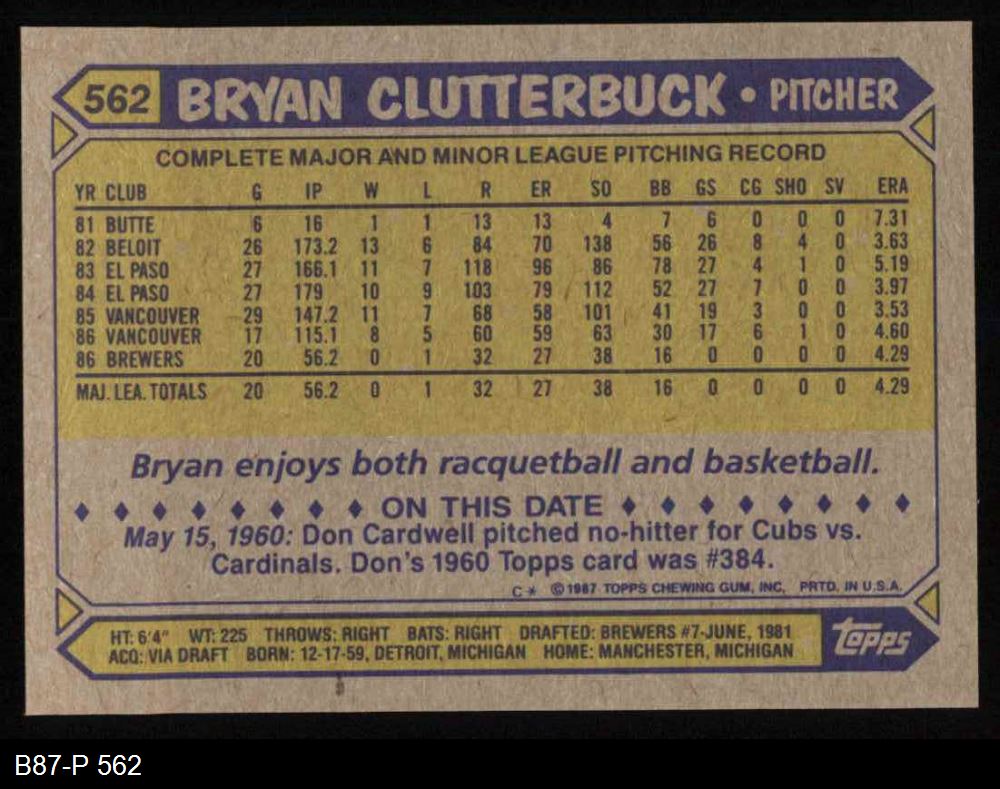 562 BRYAN CLUTTERBUCK • PITCHER
COMPLETE MAJOR AND MINOR LEAGUE PITCHING RECORD
YR CLUB G IP W L R ER SO BB GS CG SHO SV ERA
81 BUTTE 6 16 1 1 13 13 4 7 6 0 0 0 7.31
82 BELOIT 26 173.2 13 6 84 70 138 56 26 8 4 0 3.63
83 EL PASO 27 166.1 11 7 118 96 86 78 27 4 1 0 5.19
84 EL PASO 27 179 10 9 103 79 112 52 27 7 0 0 3.97
85 VANCOUVER 29 147.2 11 7 68 58 101 41 19 3 0 0 3.53
86 VANCOUVER 17 115.1 8 5 60 59 63 30 17 6 1 0 4.60
86 BREWERS 20 56.2 0 1 32 27 38 16 0 0 0 0 4.29
MAJ. LEA. TOTALS 20 56.2 0 1 32 27 38 16 0 0 0 0 4.29
Bryan enjoys both racquetball and basketball.
♦ ♦ ♦ ♦ ♦ ♦ ♦ ♦ ON THIS DATE ♦ ♦ ♦ ♦ ♦ ♦ ♦ ♦
May 15, 1960: Don Cardwell pitched no-hitter for Cubs vs.
Cardinals. Don's 1960 Topps card was #384.
C* ©1987 TOPPS CHEWING GUM, INC. PRTD. IN U.S.A.
HT: 6'4" WT: 225 THROWS: RIGHT BATS: RIGHT DRAFTED: BREWERS #7-JUNE, 1981
ACQ: VIA DRAFT BORN: 12-17-59, DETROIT, MICHIGAN HOME: MANCHESTER, MICHIGAN
topps
B87-P 562